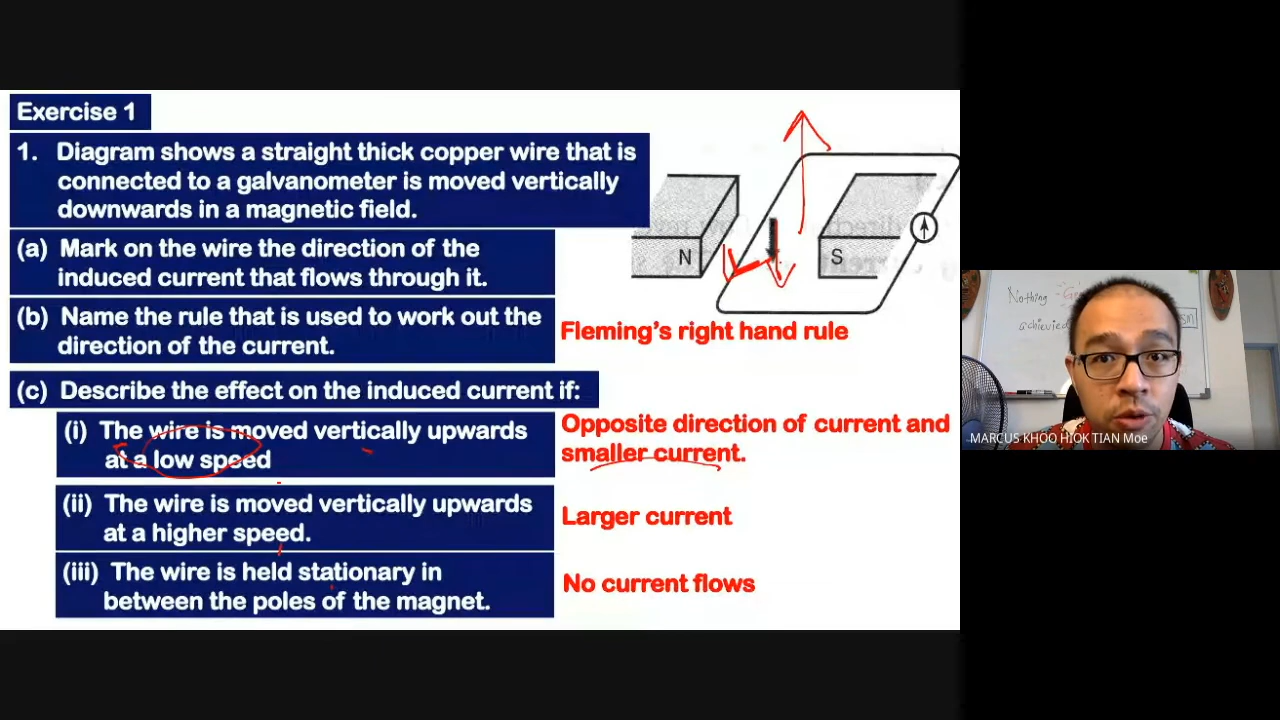 Exercise 1
1. Diagram shows a straight thick copper wire that is
connected to a galvanometer is moved vertically
downwards in a magnetic field.
(a) Mark on the wire the direction of the
induced current that flows through it.
N
S
(b) Name the rule that is used to work out the
direction of the current.
Fleming's right hand rule
(c) Describe the effect on the induced current if:
(i) The wire is moved vertically upwards
at a low speed
Opposite direction of current and
smaller current.
(ii) The wire is moved vertically upwards
at a higher speed.
Larger current
(iii) The wire is held stationary in
between the poles of the magnet.
No current flows
Nothing
achieved
MARCUS KHOO HIOK TIAN Moe